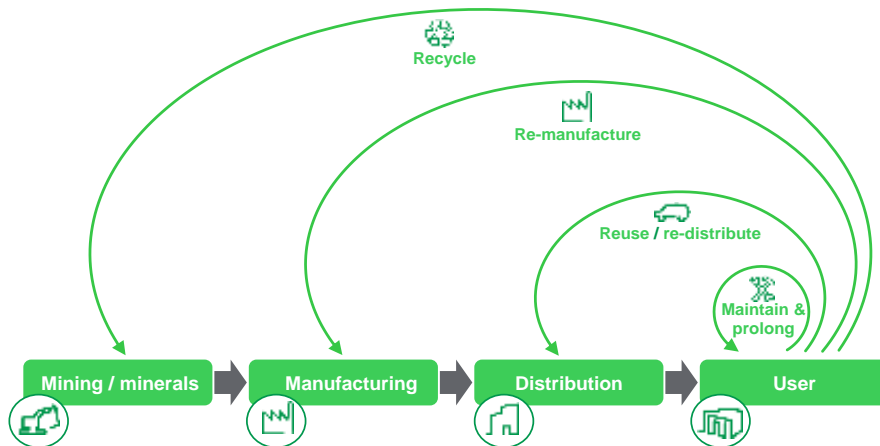 Recycle
Re-manufacture
Reuse / re-distribute
Maintain &
prolong
Mining / minerals
Manufacturing
Distribution
User